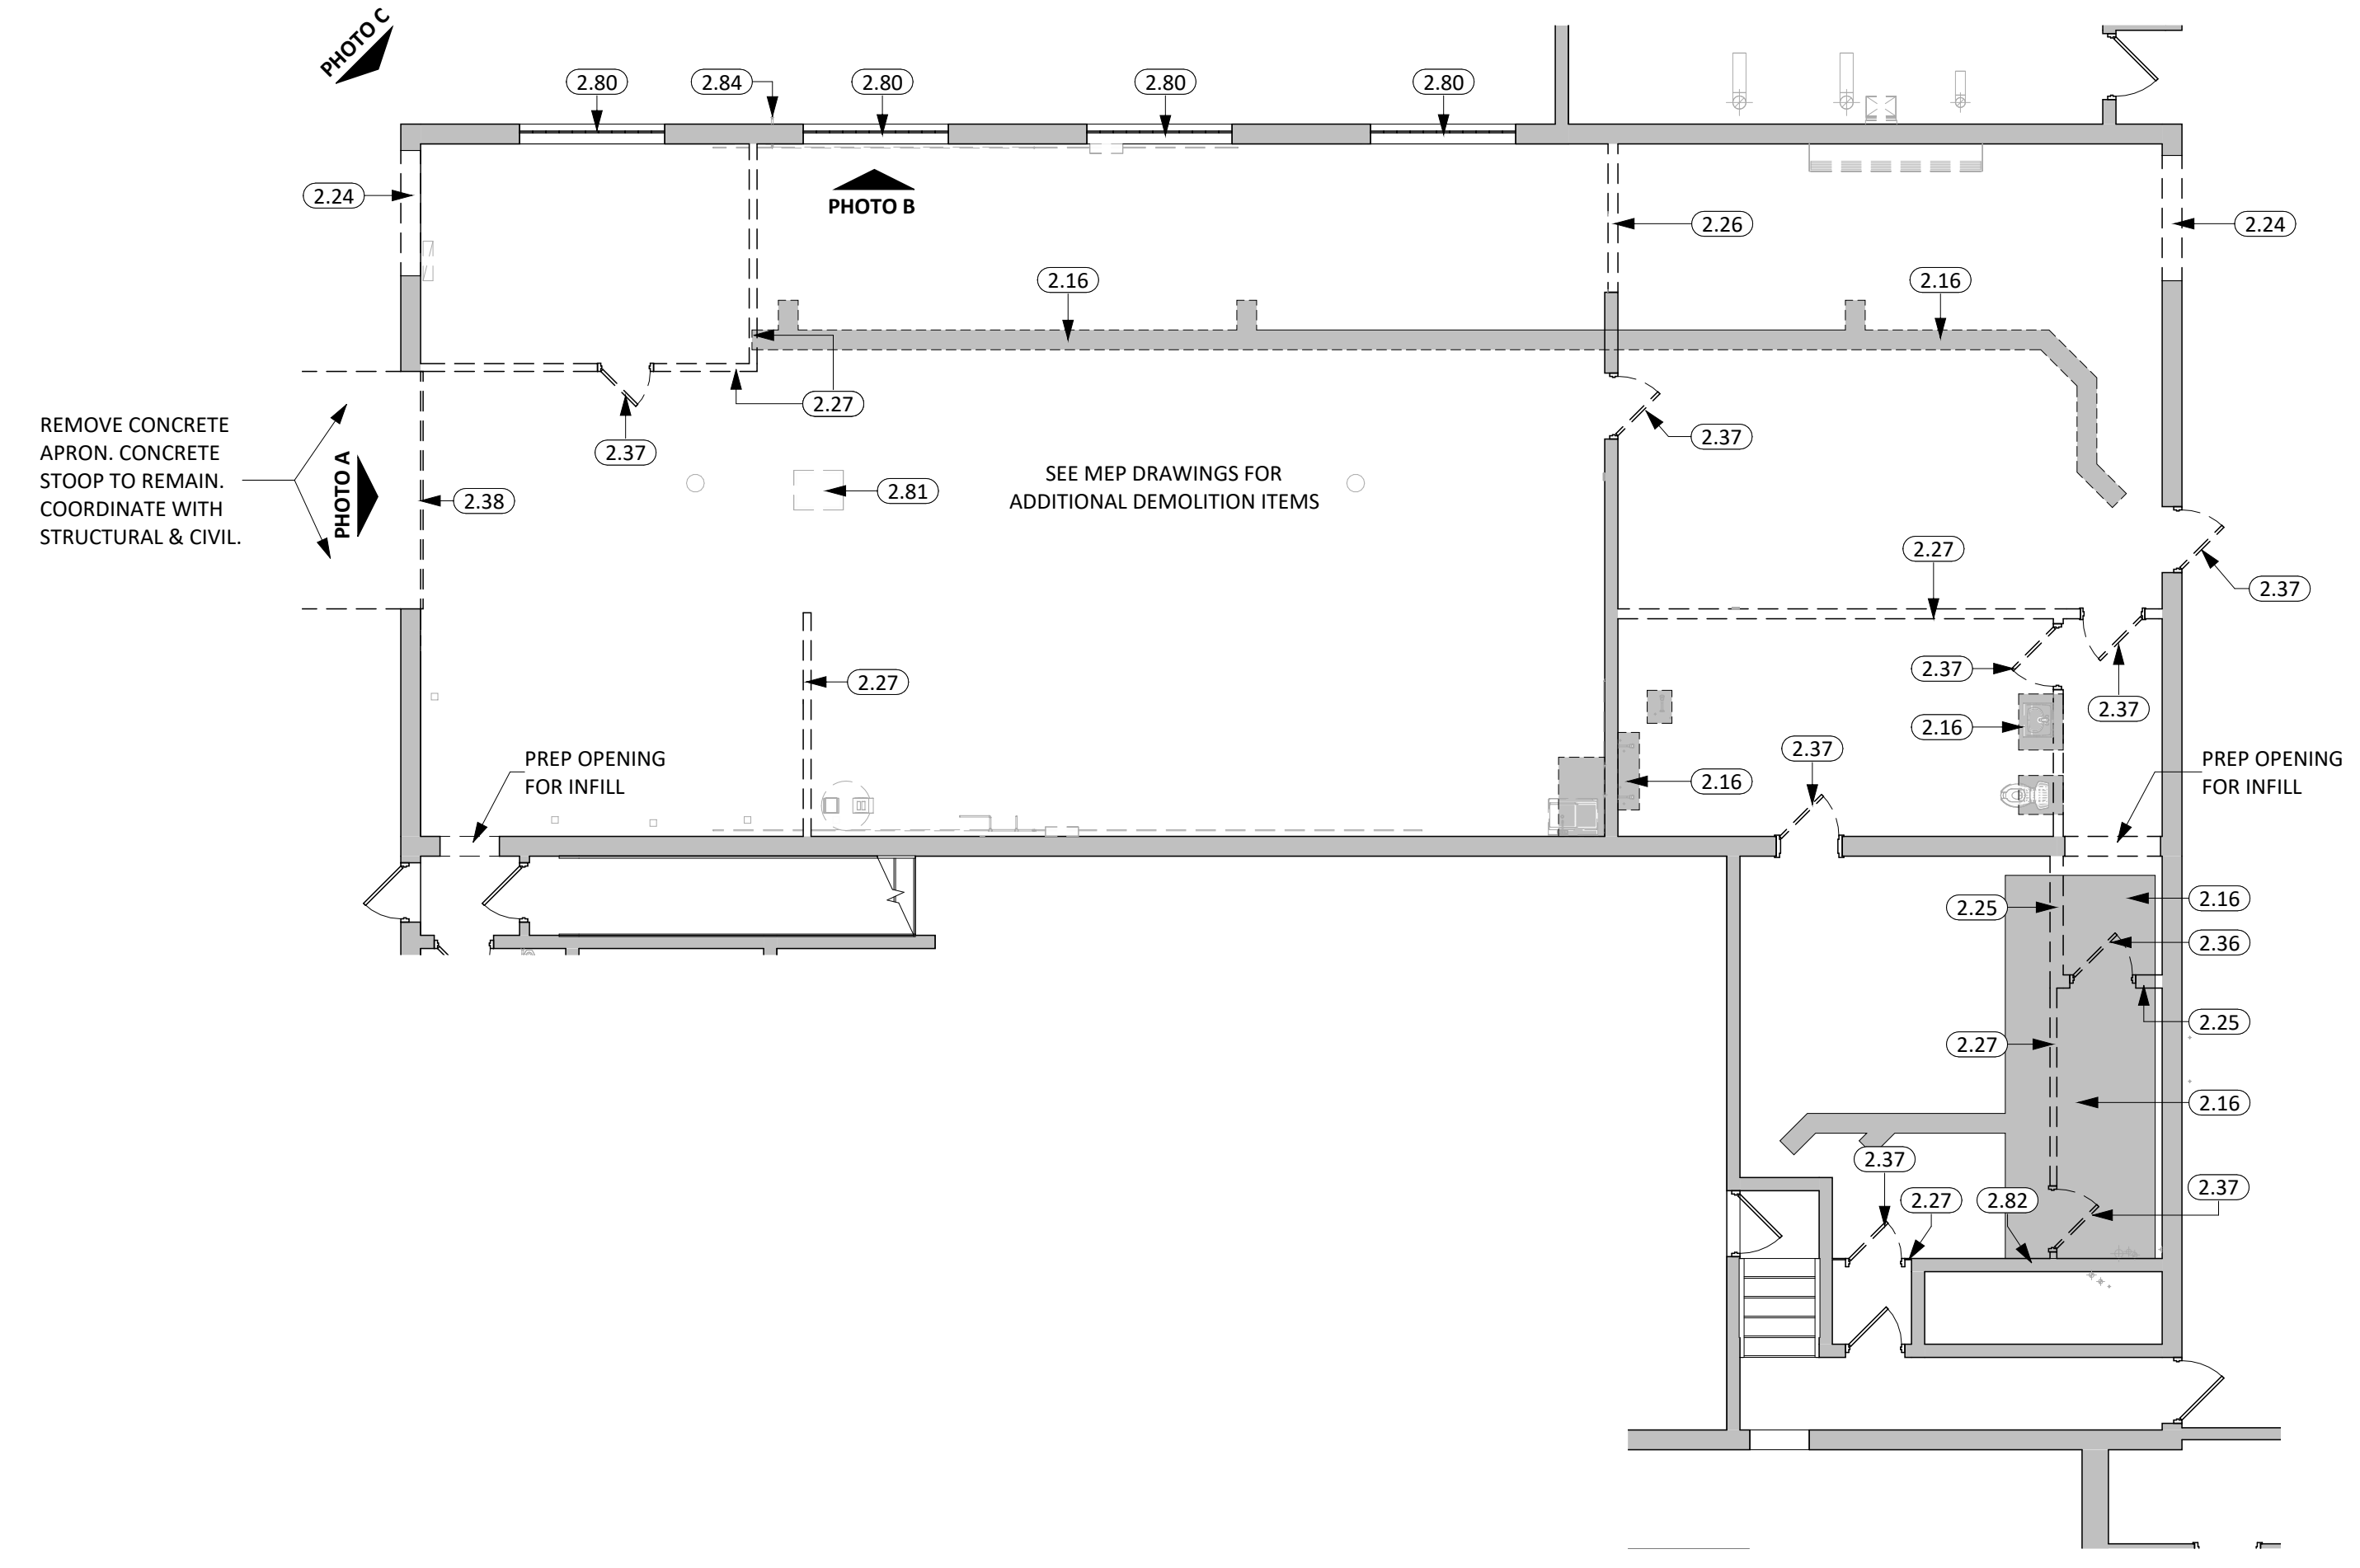 PHOTO C
2.80
2.84
2.80
2.80
2.80
2.24
PHOTO B
2.26
2.24
2.16
2.16
2.27
2.37
2.37
REMOVE CONCRETE
APRON. CONCRETE
STOOP TO REMAIN.
COORDINATE WITH
STRUCTURAL & CIVIL.
PHOTO A
2.38
2.81
SEE MEP DRAWINGS FOR
ADDITIONAL DEMOLITION ITEMS
2.27
2.37
2.27
2.37
2.37
2.16
2.37
2.16
PREP OPENING
FOR INFILL
PREP OPENING
FOR INFILL
2.25
2.16
2.36
2.25
2.27
2.16
2.37
2.27
2.82
2.37